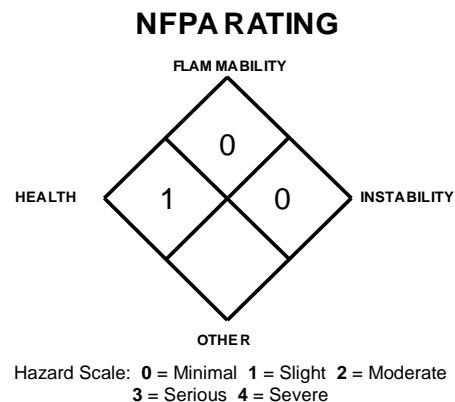 NFPA RATING
FLAMMABILITY
0
HEALTH 1 0 INSTABILITY
OTHER
Hazard Scale: 0 = Minimal 1 = Slight 2 = Moderate
3 = Serious 4 = Severe